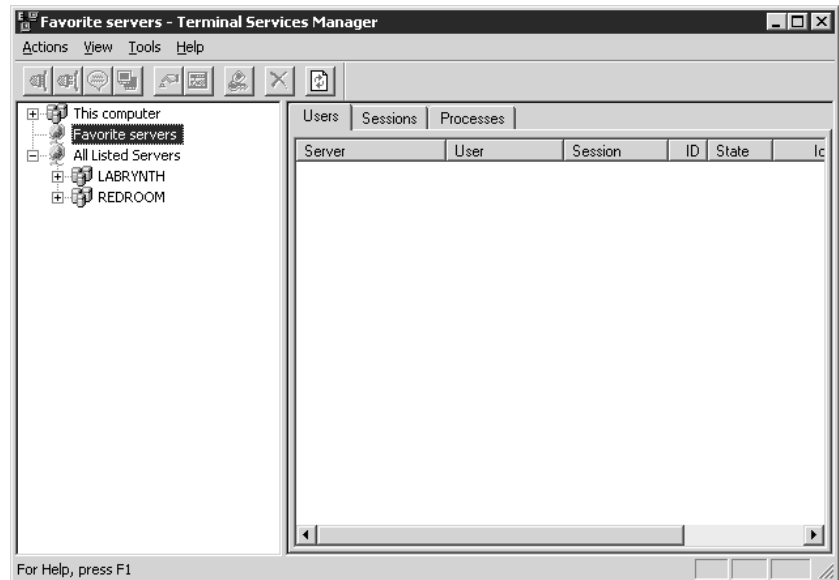 Favorite servers - Terminal Services Manager
Actions View Tools Help
This computer
Favorite servers
All Listed Servers
LABRYNTH
REDROOM
Users Sessions Processes
Server User Session ID State
For Help, press F1